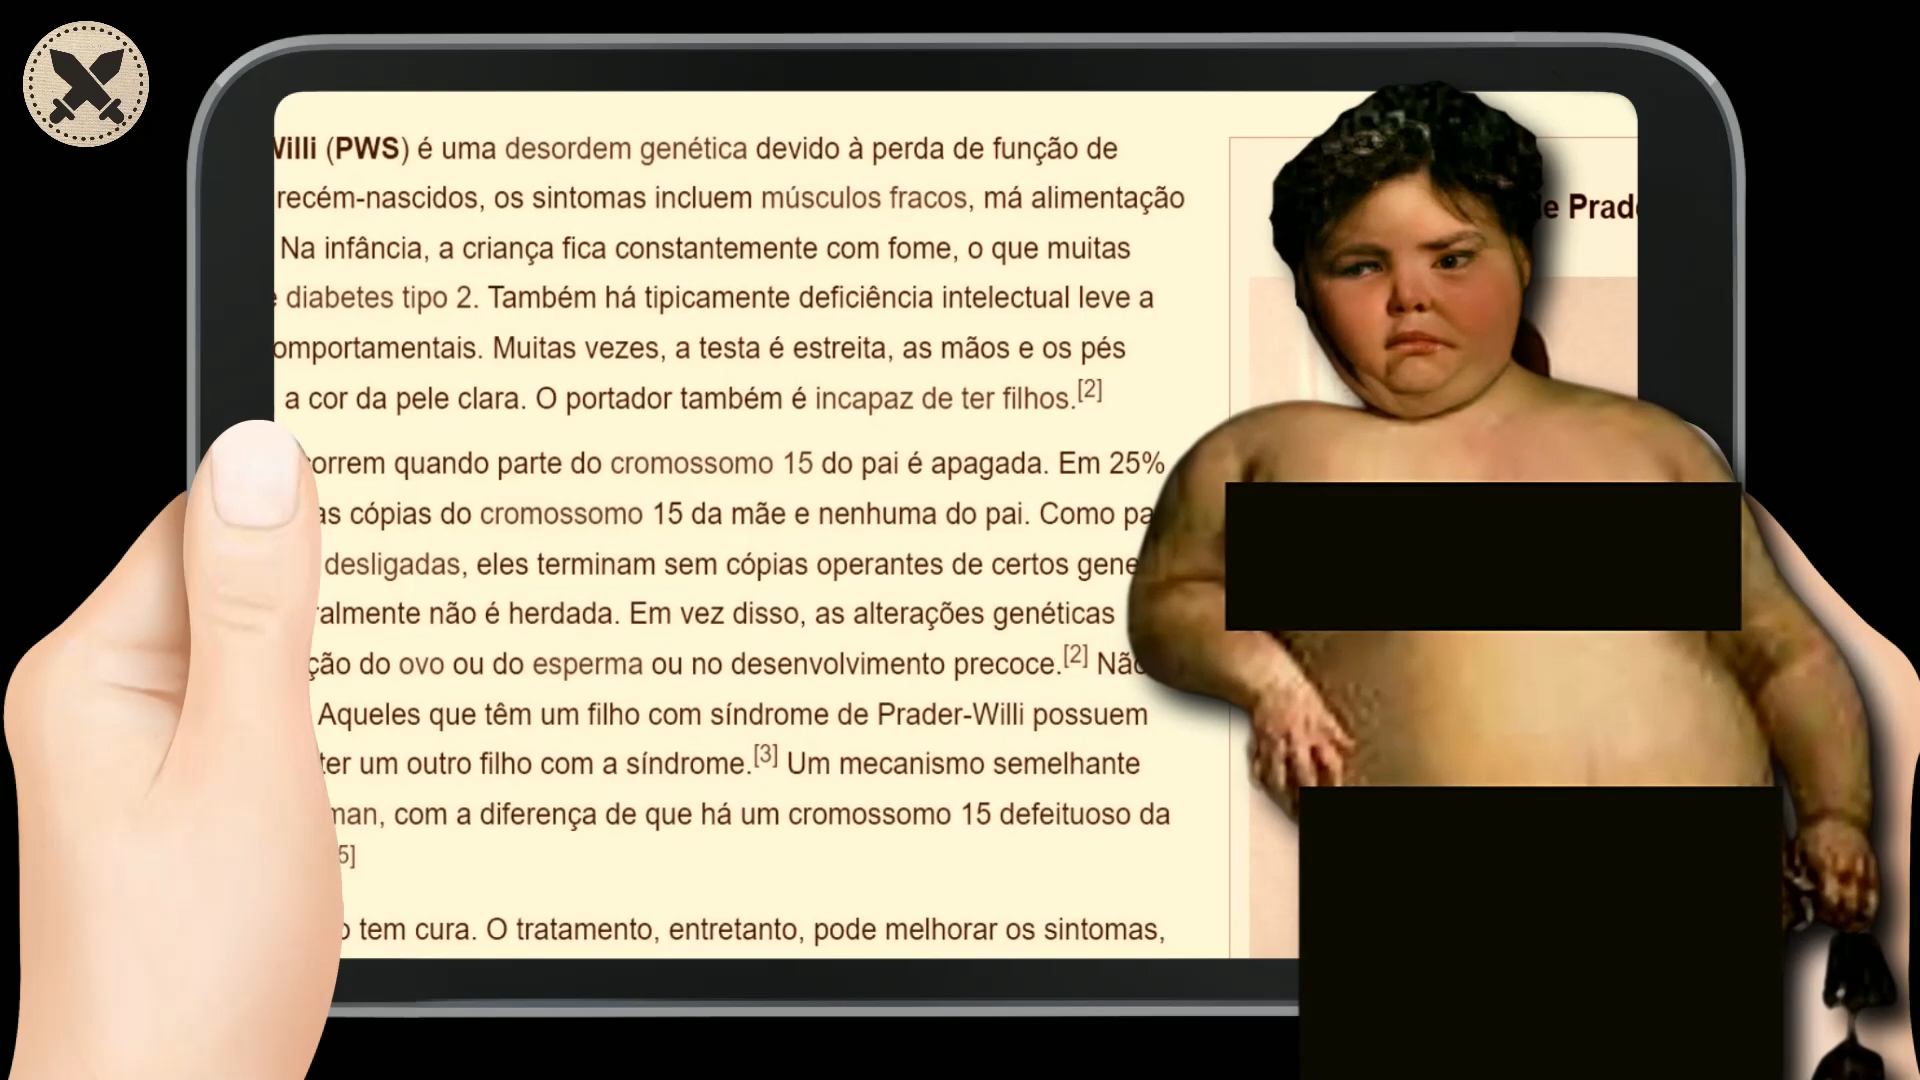 Willi (PWS) é uma desordem genética devido à perda de função de
recém-nascidos, os sintomas incluem músculos fracos, má alimentação
Na infância, a criança fica constantemente com fome, o que muitas
e diabetes tipo 2. Também há tipicamente deficiência intelectual leve a
omportamentais. Muitas vezes, a testa é estreita, as mãos e os pés
a cor da pele clara. O portador também é incapaz de ter filhos.[2]
correm quando parte do cromossomo 15 do pai é apagada. Em 25%
as cópias do cromossomo 15 da mãe e nenhuma do pai. Como pa
desligadas, eles terminam sem cópias operantes de certos gene
ralmente não é herdada. Em vez disso, as alterações genéticas
ção do ovo ou do esperma ou no desenvolvimento precoce.[2] Não
Aqueles que têm um filho com síndrome de Prader-Willi possuem
ter um outro filho com a síndrome.[3] Um mecanismo semelhante
man, com a diferença de que há um cromossomo 15 defeituoso da
5]
o tem cura. O tratamento, entretanto, pode melhorar os sintomas,
de Prade